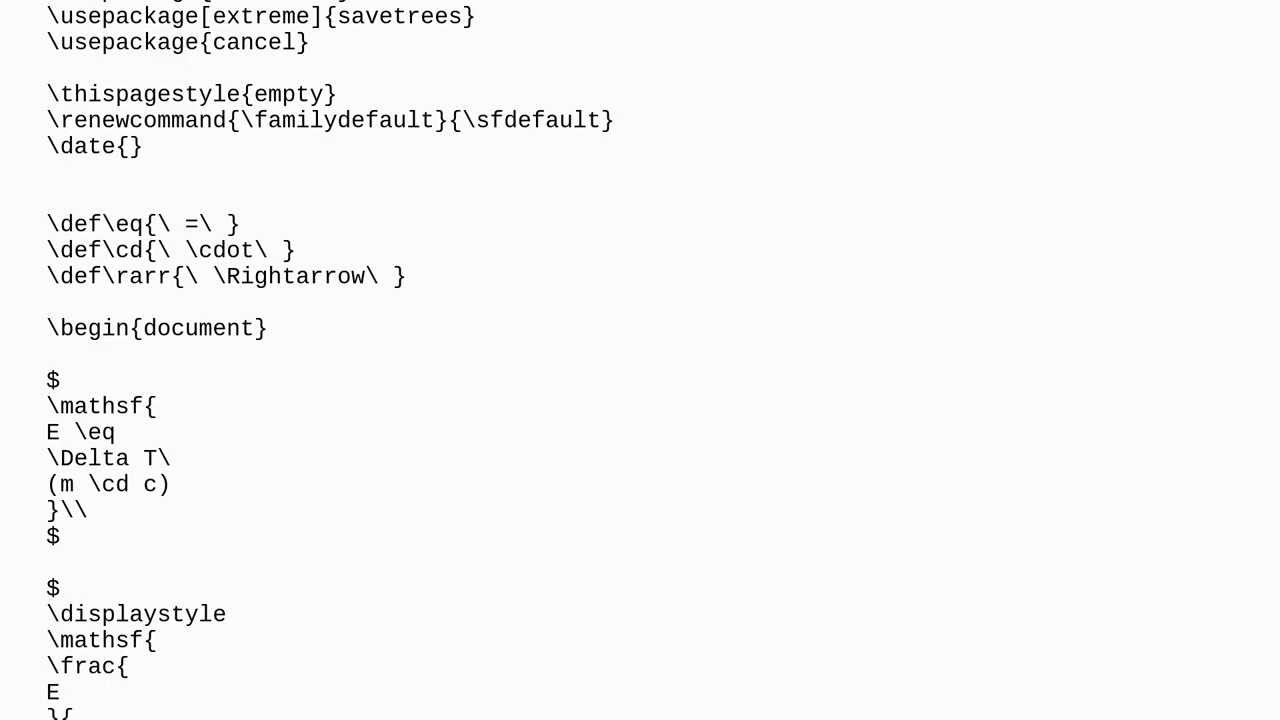 \usepackage[extreme]{savetrees}
\usepackage{cancel}
\thispagestyle{empty}
\renewcommand{\familydefault}{\sfdefault}
\date{}
\def\eq{\ =\ }
\def\cd{\ \cdot\ }
\def\rarr{\ \Rightarrow\ }
\begin{document}
$
\mathsf{
E \eq
\Delta T\
(m \cd c)
}\\
$
$
\displaystyle
\mathsf{
\frac{
E
}{